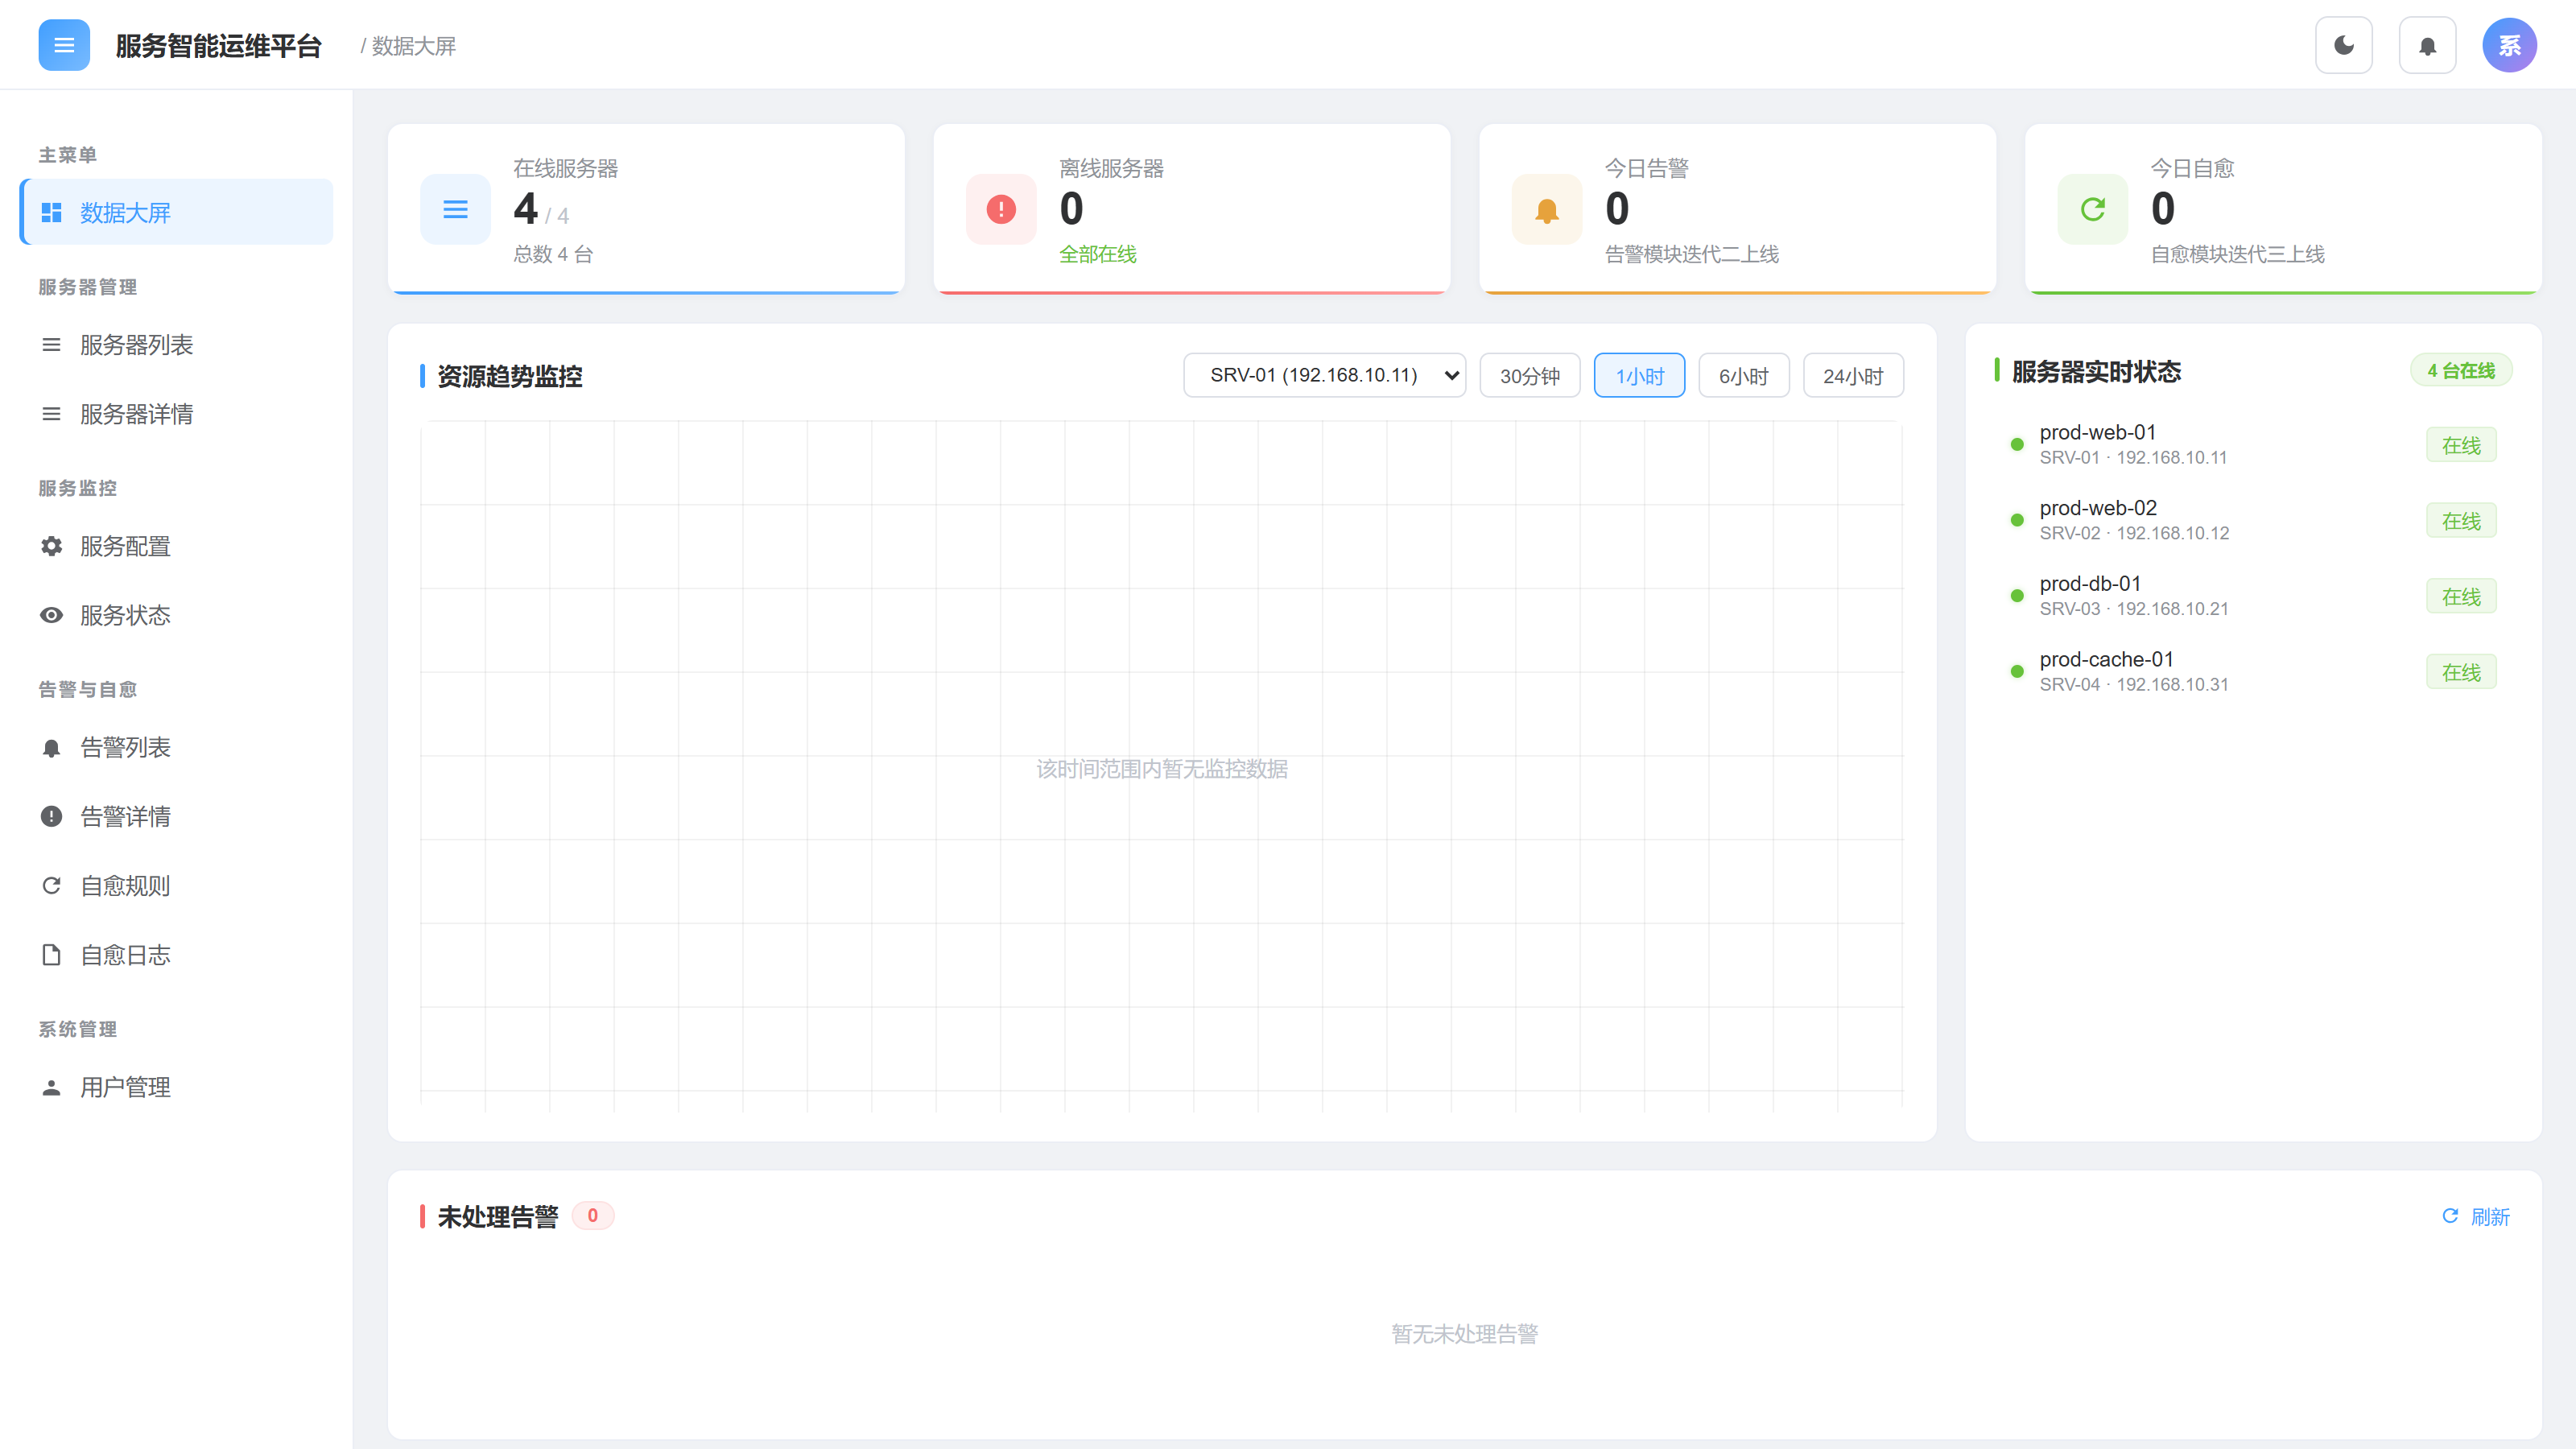 服务智能运维平台
/ 数据大屏
系
主菜单
数据大屏
服务器管理
服务器列表
服务器详情
服务监控
服务配置
服务状态
告警与自愈
告警列表
告警详情
自愈规则
自愈日志
系统管理
用户管理
在线服务器
4 / 4
总数 4 台
离线服务器
0
全部在线
今日告警
0
告警模块迭代二上线
今日自愈
0
自愈模块迭代三上线
资源趋势监控
SRV-01 (192.168.10.11)
30分钟
1小时
6小时
24小时
该时间范围内暂无监控数据
服务器实时状态
4 台在线
prod-web-01
SRV-01 · 192.168.10.11
在线
prod-web-02
SRV-02 · 192.168.10.12
在线
prod-db-01
SRV-03 · 192.168.10.21
在线
prod-cache-01
SRV-04 · 192.168.10.31
在线
未处理告警 0
刷新
暂无未处理告警